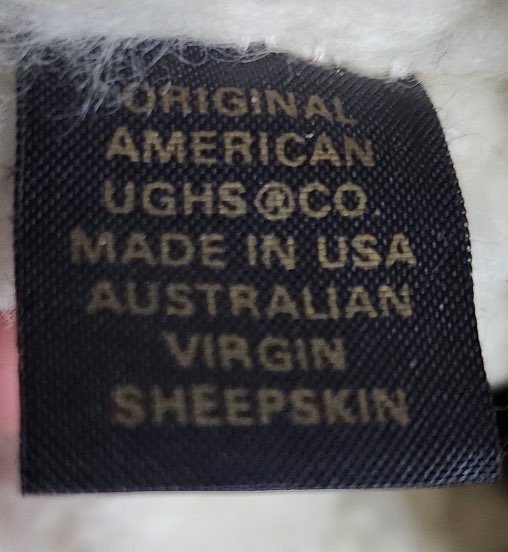 ORIGINAL
AMERICAN
UGHS®CO.
MADE IN USA
AUSTRALIAN
VIRGIN
SHEEPSKIN